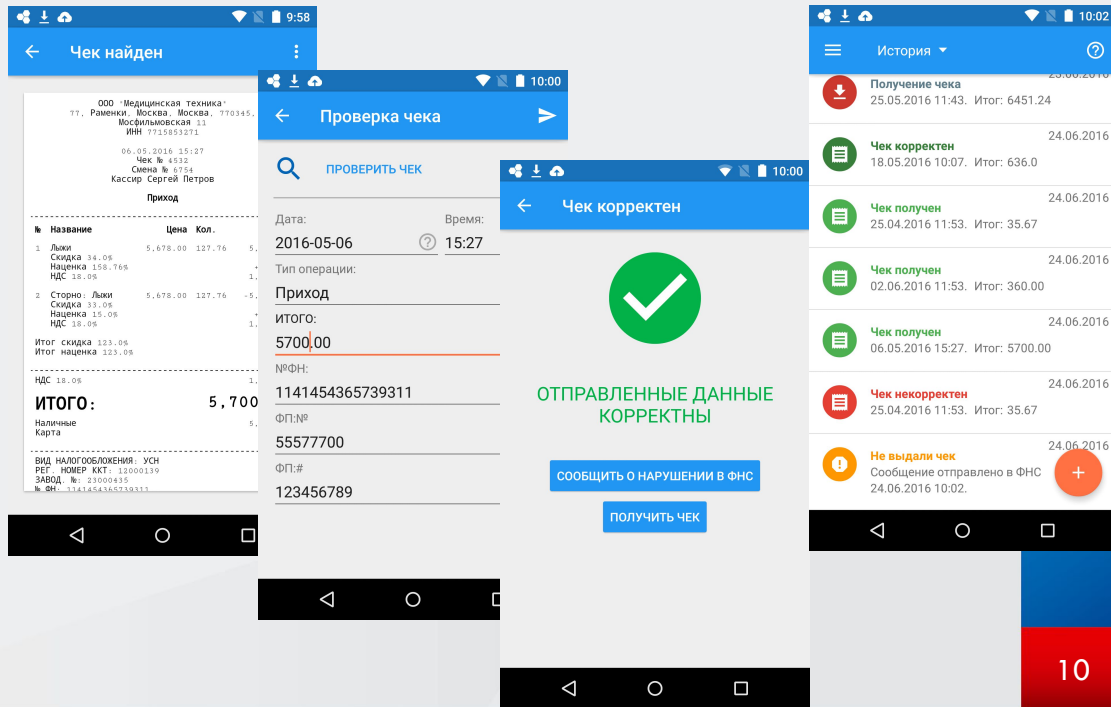 9:58
Чек найден
ООО "Медицинская техника"
77, Раменки, Москва, Москва, 770345,
Мосфильмовская 11
ИНН 7715853271
06.05.2016 15:27
Чек № 4532
Смена № 6754
Кассир Сергей Петров
Приход
№ Название Цена Кол.
1 Лыжи 5,678.00 127.76 5,
Скидка 34.0%
Наценка 158.76%
НДС 18.0% 1,
2 Сторно: Лыжи 5,678.00 127.76 -5,
Скидка 33.0%
Наценка 15.0%
НДС 18.0% 1,
Итог скидка 123.0%
Итог наценка 123.0%
НДС 18.0% 1,
ИТОГО: 5,700
Наличные 5,
Карта
ВИД НАЛОГООБЛОЖЕНИЯ: УСН
РЕГ. НОМЕР ККТ: 12000139
ЗАВОД. №: 23000435
№ ФН: 1141454365739311
10:00
Проверка чека
ПРОВЕРИТЬ ЧЕК
Дата: Время:
2016-05-06 15:27
Тип операции:
Приход
ИТОГО:
5700.00
№ФН:
1141454365739311
ФП:№
55577700
ФП:#
123456789
10:00
Чек корректен
ОТПРАВЛЕННЫЕ ДАННЫЕ
КОРРЕКТНЫ
СООБЩИТЬ О НАРУШЕНИИ В ФНС
ПОЛУЧИТЬ ЧЕК
10:02
История
Получение чека
25.05.2016 11:43. Итог: 6451.24
24.06.2016
Чек корректен
18.05.2016 10:07. Итог: 636.0
24.06.2016
Чек получен
25.04.2016 11:53. Итог: 35.67
24.06.2016
Чек получен
02.06.2016 11:53. Итог: 360.00
24.06.2016
Чек получен
06.05.2016 15:27. Итог: 5700.00
24.06.2016
Чек некорректен
25.04.2016 11:53. Итог: 35.67
24.06.2016
Не выдали чек
Сообщение отправлено в ФНС
24.06.2016 10:02.
10